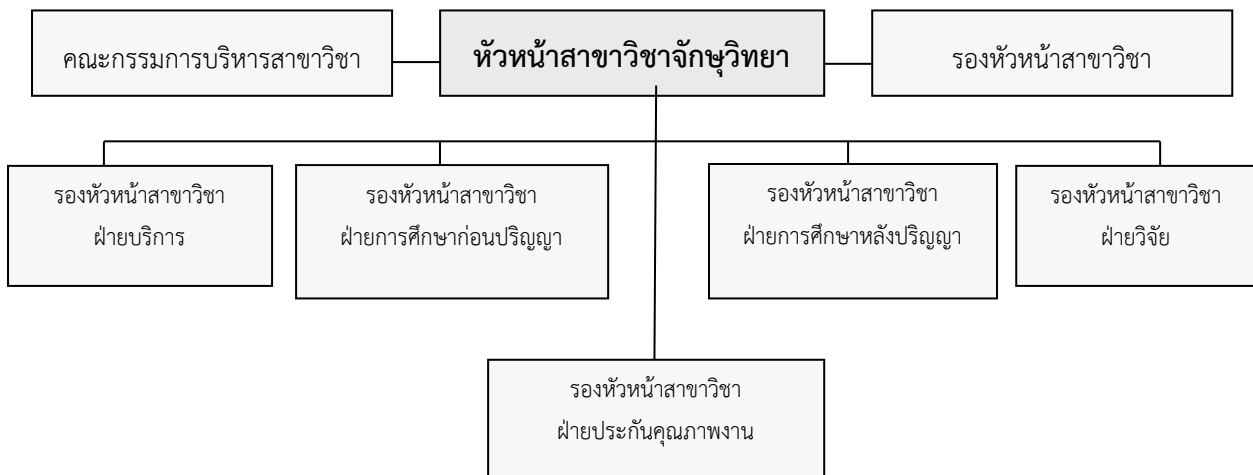 คณะกรรมการบริหารสาขาวิชา
หัวหน้าสาขาวิชาจักษุวิทยา
รองหัวหน้าสาขาวิชา
รองหัวหน้าสาขาวิชา
ฝ่ายบริการ
รองหัวหน้าสาขาวิชา
ฝ่ายการศึกษาก่อนปริญญา
รองหัวหน้าสาขาวิชา
ฝ่ายการศึกษาหลังปริญญา
รองหัวหน้าสาขาวิชา
ฝ่ายวิจัย
รองหัวหน้าสาขาวิชา
ฝ่ายประกันคุณภาพงาน